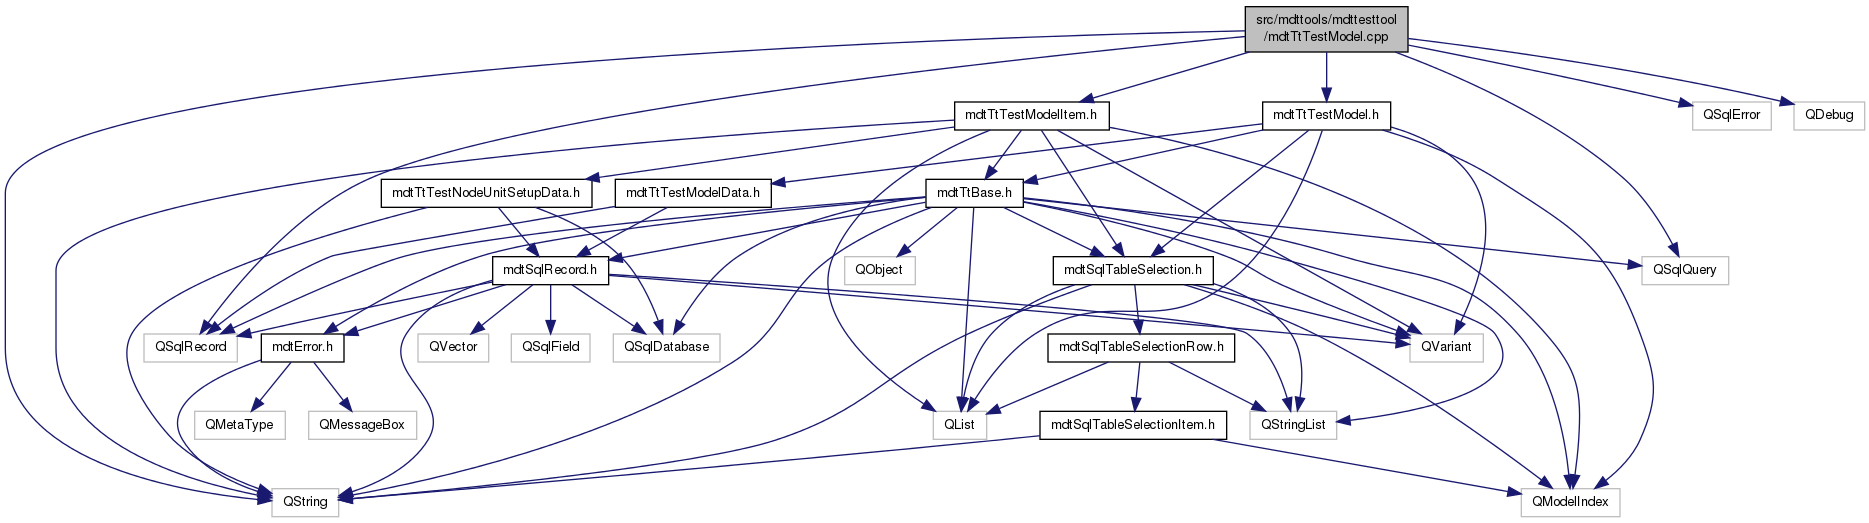 src/mdttools/mdttesttool
/mdtTtTestModel.cpp
mdtTtTestModelItem.h
mdtTtTestModel.h
QSqlError
QDebug
mdtTtTestNodeUnitSetupData.h
mdtTtTestModelData.h
mdtTtBase.h
mdtSqlRecord.h
QObject
mdtSqlTableSelection.h
QSqlQuery
QSqlRecord
mdtError.h
QVector
QSqlField
QSqlDatabase
mdtSqlTableSelectionRow.h
QVariant
QMetaType
QMessageBox
QList
mdtSqlTableSelectionItem.h
QStringList
QString
QModelIndex